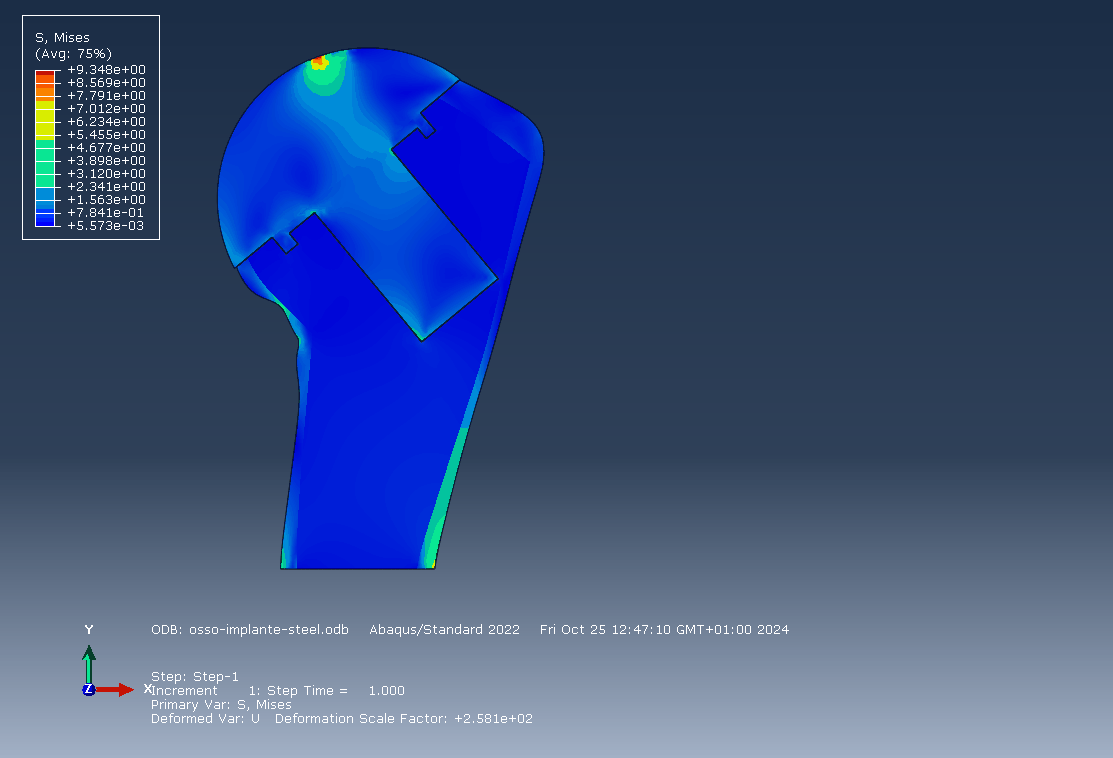 S, Mises
(Avg: 75%)
+9.348e+00
+8.569e+00
+7.791e+00
+7.012e+00
+6.234e+00
+5.455e+00
+4.677e+00
+3.898e+00
+3.120e+00
+2.341e+00
+1.563e+00
+7.841e-01
+5.573e-03
Y
ODB: osso-implante-steel.odb Abaqus/Standard 2022 Fri Oct 25 12:47:10 GMT+01:00 2024
Z
X
Step: Step-1
Increment 1: Step Time = 1.000
Primary Var: S, Mises
Deformed Var: U Deformation Scale Factor: +2.581e+02